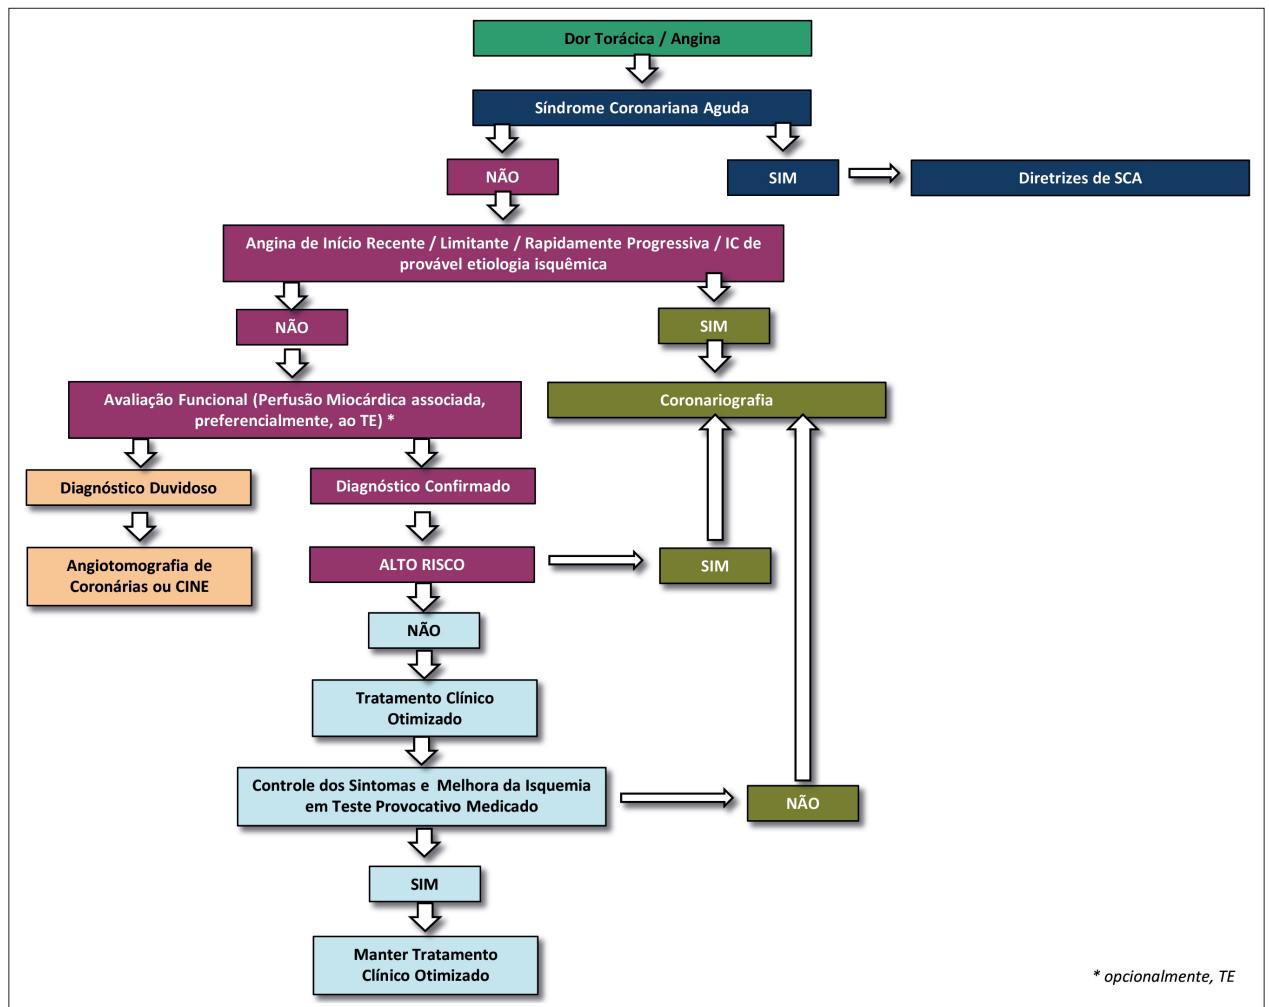 Dor Torácica / Angina
Síndrome Coronariana Aguda
NÃO
SIM
Diretrizes de SCA
Angina de Início Recente / Limitante / Rapidamente Progressiva / IC de
provável etiologia isquêmica
NÃO
SIM
Avaliação Funcional (Perfusão Miocárdica associada,
preferencialmente, ao TE) *
Coronariografia
Diagnóstico Duvidoso
Diagnóstico Confirmado
Angiotomografia de
Coronárias ou CINE
ALTO RISCO
SIM
NÃO
Tratamento Clínico
Otimizado
Controle dos Sintomas e Melhora da Isquemia
em Teste Provocativo Medicado
NÃO
SIM
Manter Tratamento
Clínico Otimizado
* opcionalmente, TE